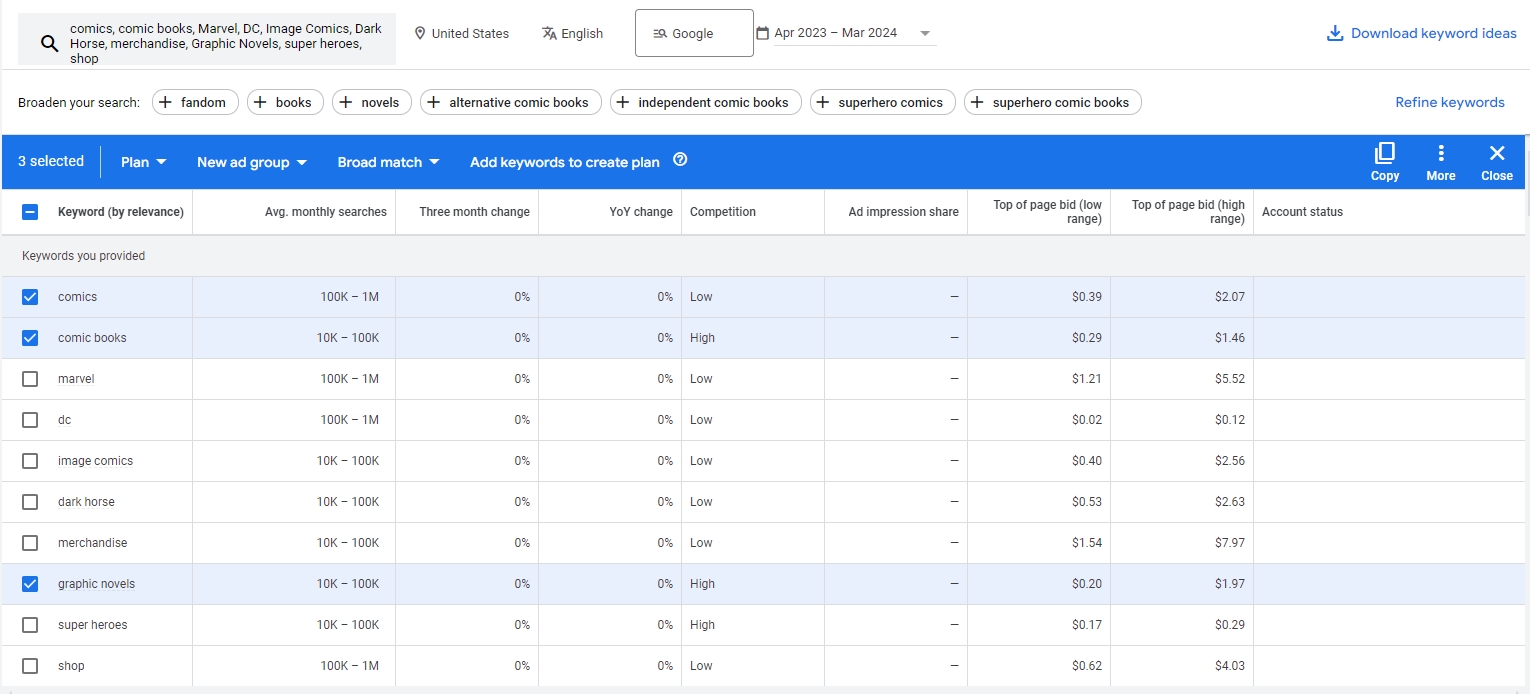 comics, comic books, Marvel, DC, Image Comics, Dark
Horse, merchandise, Graphic Novels, super heroes,
shop
United States
English
Google
Apr 2023 – Mar 2024
Download keyword ideas
Broaden your search:
fandom
books
novels
alternative comic books
independent comic books
superhero comics
superhero comic books
Refine keywords
3 selected
Plan
New ad group
Broad match
Add keywords to create plan
Copy
More
Close
Keyword (by relevance)
Avg. monthly searches
Three month change
YoY change
Competition
Ad impression share
Top of page bid (low
range)
Top of page bid (high
range)
Account status
Keywords you provided
comics 100K – 1M 0% 0% Low — $0.39 $2.07
comic books 10K – 100K 0% 0% High — $0.29 $1.46
marvel 100K – 1M 0% 0% Low — $1.21 $5.52
dc 100K – 1M 0% 0% Low — $0.02 $0.12
image comics 10K – 100K 0% 0% Low — $0.40 $2.56
dark horse 10K – 100K 0% 0% Low — $0.53 $2.63
merchandise 10K – 100K 0% 0% Low — $1.54 $7.97
graphic novels 10K – 100K 0% 0% High — $0.20 $1.97
super heroes 10K – 100K 0% 0% High — $0.17 $0.29
shop 100K – 1M 0% 0% Low — $0.62 $4.03